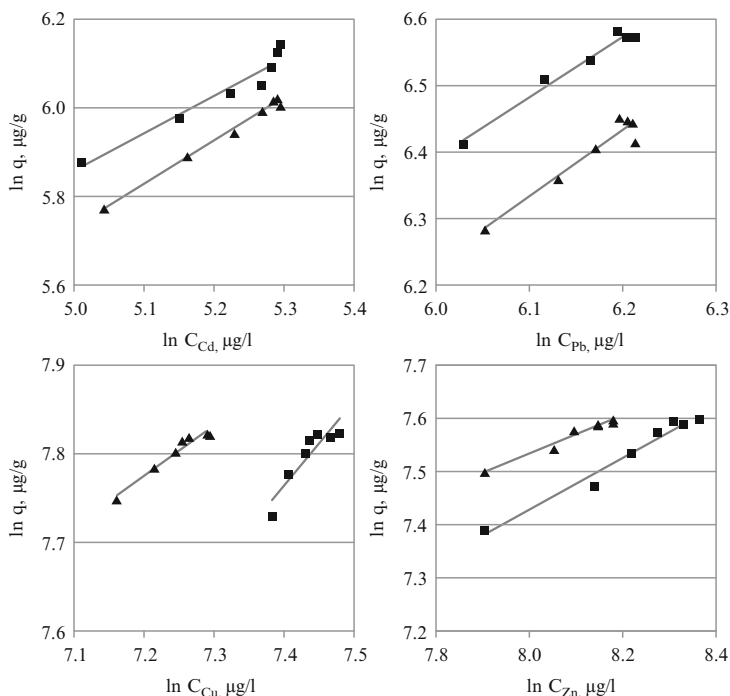 6.2
6.0
5.8
5.6
ln q, μg/g
5.0 5.1 5.2 5.3 5.4
ln C_Cd, μg/l
6.6
6.5
6.4
6.3
6.2
ln q, μg/g
6.0 6.1 6.2 6.3
ln C_Pb, μg/l
7.9
7.8
7.7
7.6
ln q, μg/g
7.1 7.2 7.3 7.4 7.5
ln C_Cu, μg/l
7.7
7.6
7.5
7.4
7.3
7.2
ln q, μg/g
7.8 8.0 8.2 8.4
ln C_Zn, μg/l